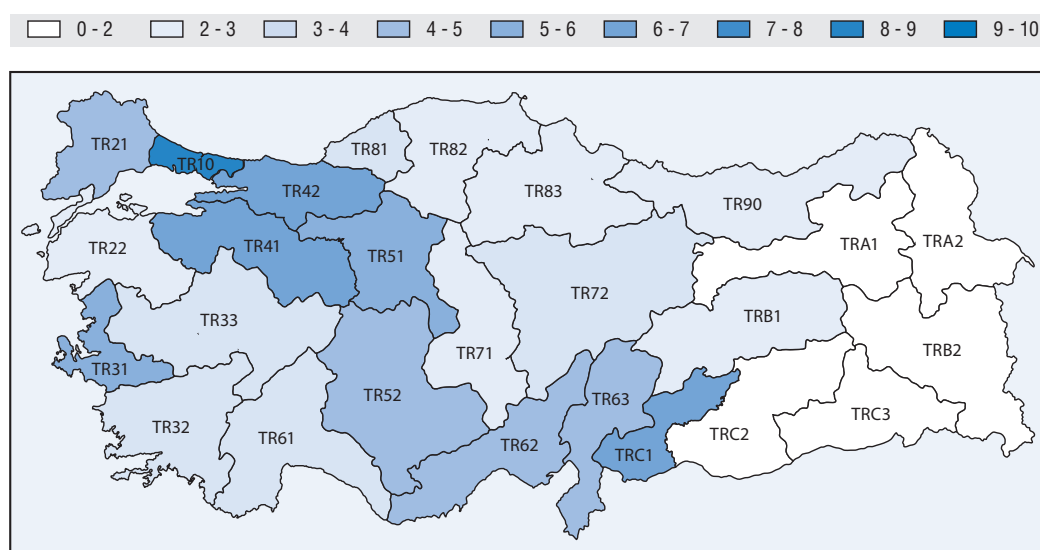 0 - 2 2 - 3 3 - 4 4 - 5 5 - 6 6 - 7 7 - 8 8 - 9 9 - 10
TR21
TR10
TR81
TR82
TR42
TR83
TR90
TR22
TR41
TR51
TRA1
TRA2
TR72
TR33
TRB1
TR71
TRB2
TR31
TR52
TR63
TRC3
TR32
TR61
TR62
TRC1
TRC2